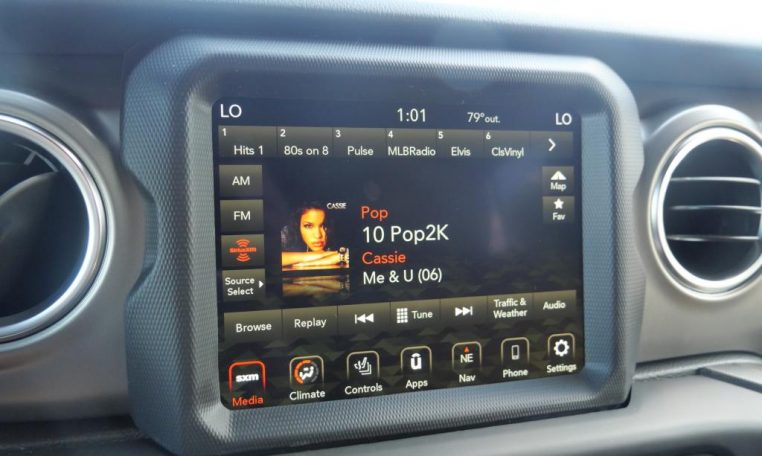 LO 1:01 79°out. LO
1 2 3 4 5 6
Hits 1 80s on 8 Pulse MLBRadio Elvis ClsVinyl >
AM
Map
FM
Fav
SiriusXM
Source
Select
CASSIE
Pop
10 Pop2K
Cassie
Me & U (06)
Browse Replay Tune Traffic & Weather Audio
sxm û NE
Media Climate Controls Apps Nav Phone Settings